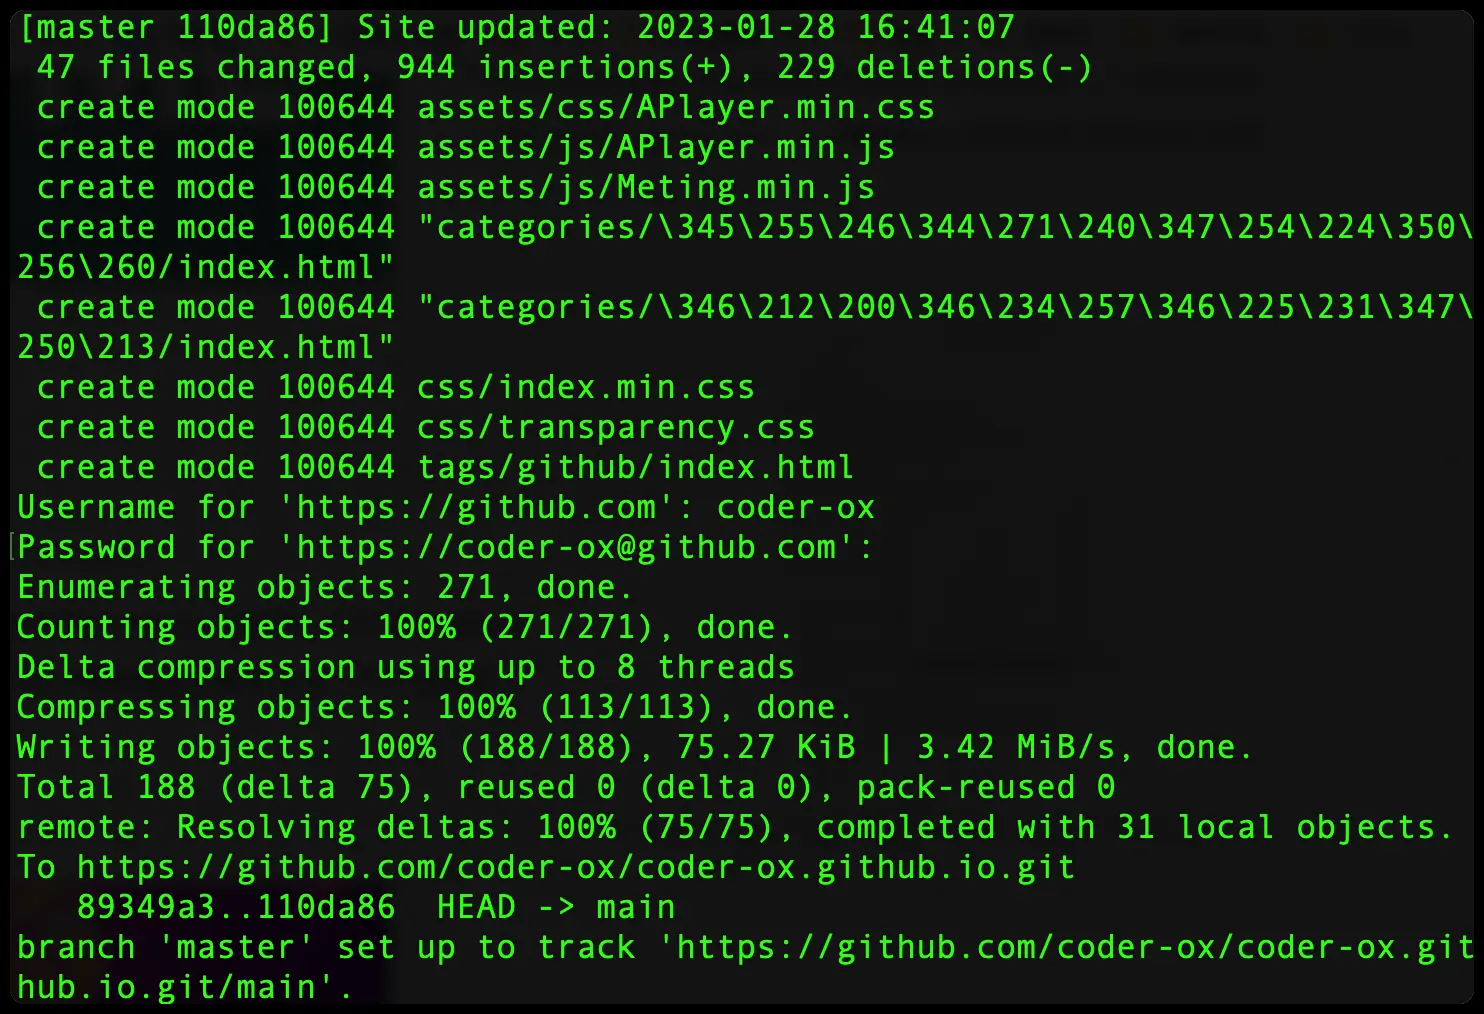 [master 110da86] Site updated: 2023-01-28 16:41:07
 47 files changed, 944 insertions(+), 229 deletions(-)
 create mode 100644 assets/css/APlayer.min.css
 create mode 100644 assets/js/APlayer.min.js
 create mode 100644 assets/js/Meting.min.js
 create mode 100644 "categories/\345\255\246\344\271\240\347\254\224\350\
256\260/index.html"
 create mode 100644 "categories/\346\212\200\346\234\257\346\225\231\347\
250\213/index.html"
 create mode 100644 css/index.min.css
 create mode 100644 css/transparency.css
 create mode 100644 tags/github/index.html
Username for 'https://github.com': coder-ox
[Password for 'https://coder-ox@github.com':
Enumerating objects: 271, done.
Counting objects: 100% (271/271), done.
Delta compression using up to 8 threads
Compressing objects: 100% (113/113), done.
Writing objects: 100% (188/188), 75.27 KiB | 3.42 MiB/s, done.
Total 188 (delta 75), reused 0 (delta 0), pack-reused 0
remote: Resolving deltas: 100% (75/75), completed with 31 local objects.
To https://github.com/coder-ox/coder-ox.github.io.git
   89349a3..110da86  HEAD -> main
branch 'master' set up to track 'https://github.com/coder-ox/coder-ox.git
hub.io.git/main'.